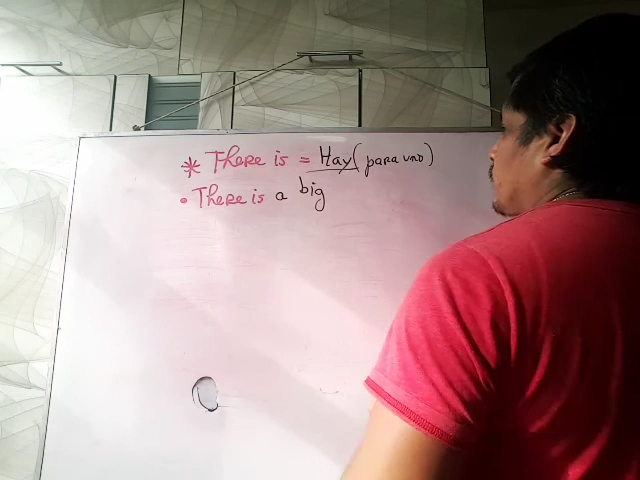 * There is = Hay (para uno)
• There is a big